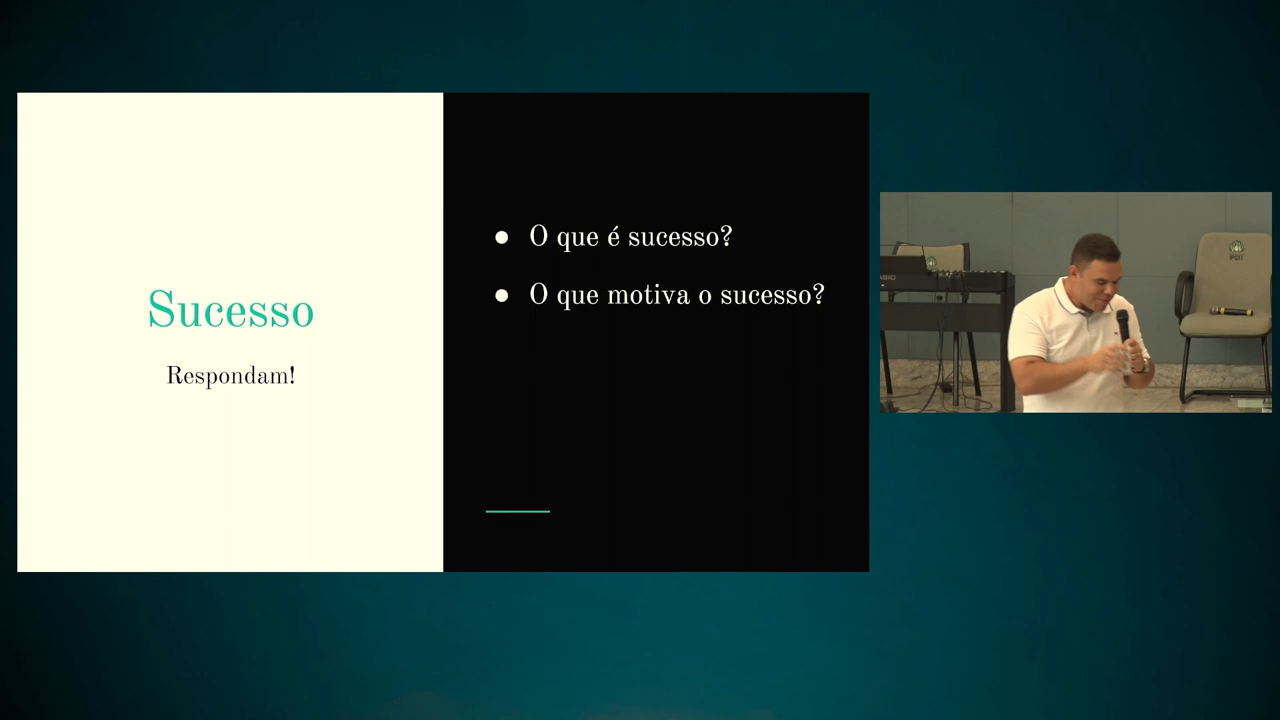 Sucesso
Respondam!
● O que é sucesso?
● O que motiva o sucesso?